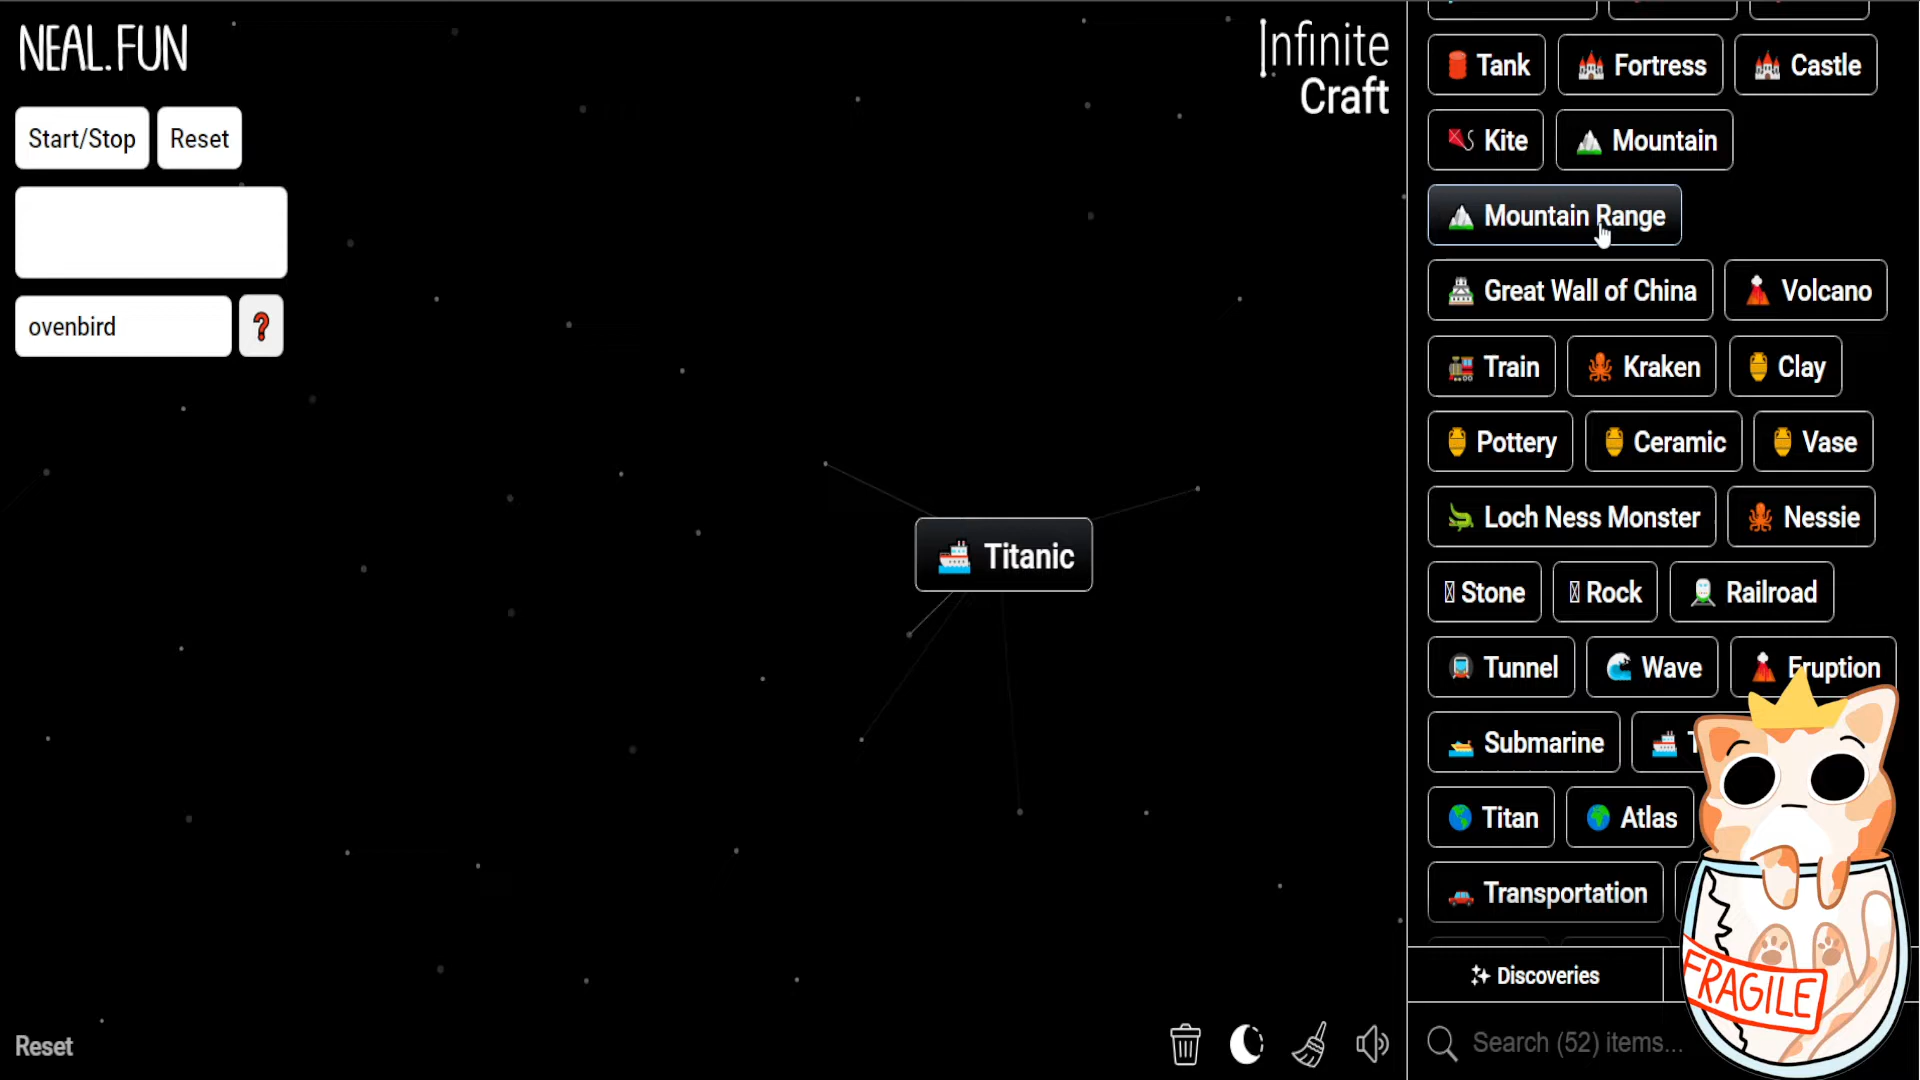 NEAL.FUN
Infinite
Craft
Start/Stop Reset
ovenbird
Titanic
Reset
Tank Fortress Castle
Kite Mountain
Mountain Range
Great Wall of China Volcano
Train Kraken Clay
Pottery Ceramic Vase
Loch Ness Monster Nessie
Stone Rock Railroad
Tunnel Wave Eruption
Submarine
Titan Atlas
Transportation
Discoveries
Search (52) items...
FRAGILE